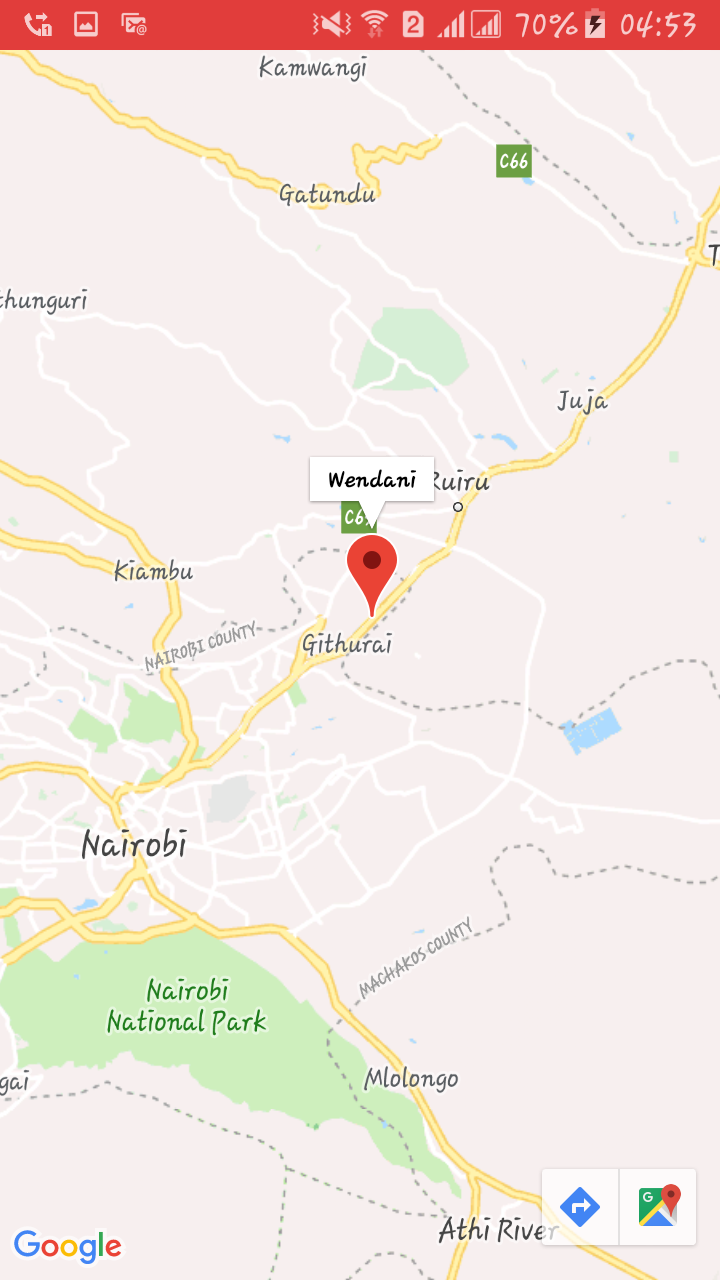 2 70% 04:53
Kamwangi
C66
Gatundu
T
thunguri
Juja
Wendani
Ruiru
C6
Kiambu
NAIROBI COUNTY
Githurai
Nairobi
MACHAKOS COUNTY
Nairobi
National Park
gai
Mlolongo
G
Athi River
Google